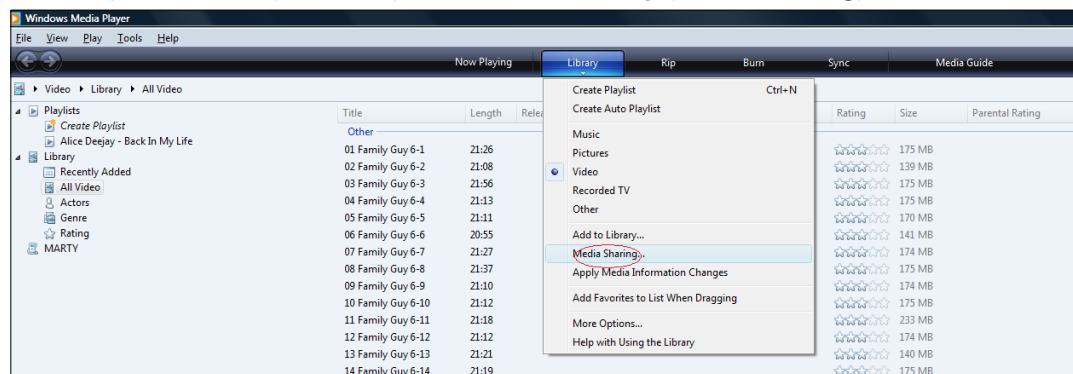 Windows Media Player
File View Play Tools Help
Now Playing Library Rip Burn Sync Media Guide
Video Library All Video
Playlists
Create Playlist
Alice Deejay - Back In My Life
Library
Recently Added
All Video
Actors
Genre
Rating
MARTY
Title Length Relea Rating Size Parental Rating
Other
01 Family Guy 6-1 21:26 175 MB
02 Family Guy 6-2 21:08 139 MB
03 Family Guy 6-3 21:56 175 MB
04 Family Guy 6-4 21:13 175 MB
05 Family Guy 6-5 21:11 170 MB
06 Family Guy 6-6 20:55 141 MB
07 Family Guy 6-7 21:27 174 MB
08 Family Guy 6-8 21:37 175 MB
09 Family Guy 6-9 21:10 174 MB
10 Family Guy 6-10 21:12 175 MB
11 Family Guy 6-11 21:18 233 MB
12 Family Guy 6-12 21:12 174 MB
13 Family Guy 6-13 21:21 140 MB
14 Family Guy 6-14 21:19 175 MB
Create Playlist Ctrl+N
Create Auto Playlist
Music
Pictures
Video
Recorded TV
Other
Add to Library...
Media Sharing...
Apply Media Information Changes
Add Favorites to List When Dragging
More Options...
Help with Using the Library